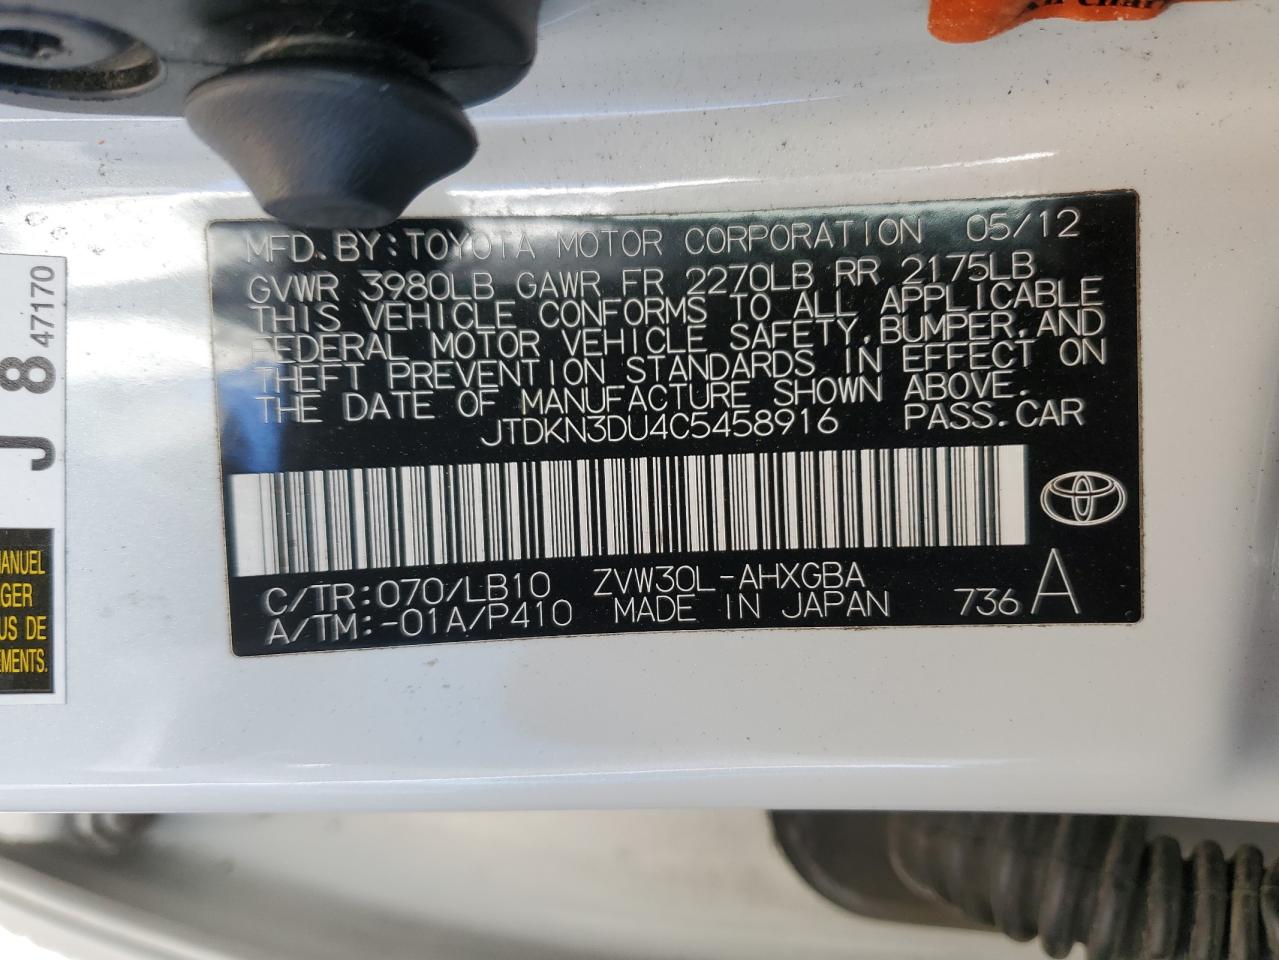 MFD. BY: TOYOTA MOTOR CORPORATION 05/12
GVWR 3980LB GAWR FR 2270LB RR 2175LB
THIS VEHICLE CONFORMS TO ALL APPLICABLE
FEDERAL MOTOR VEHICLE SAFETY, BUMPER, AND
THEFT PREVENTION STANDARDS IN EFFECT ON
THE DATE OF MANUFACTURE SHOWN ABOVE.
JTDKN3DU4C5458916 PASS. CAR
C/TR: 070/LB10 ZVW30L-AHXGBA
A/TM: -01A/P410 MADE IN JAPAN 736 A
J 8 47170
MANUEL
GER
US DE
EMENTS.